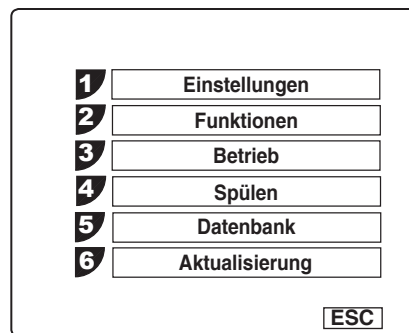 1 Einstellungen
2 Funktionen
3 Betrieb
4 Spülen
5 Datenbank
6 Aktualisierung
ESC